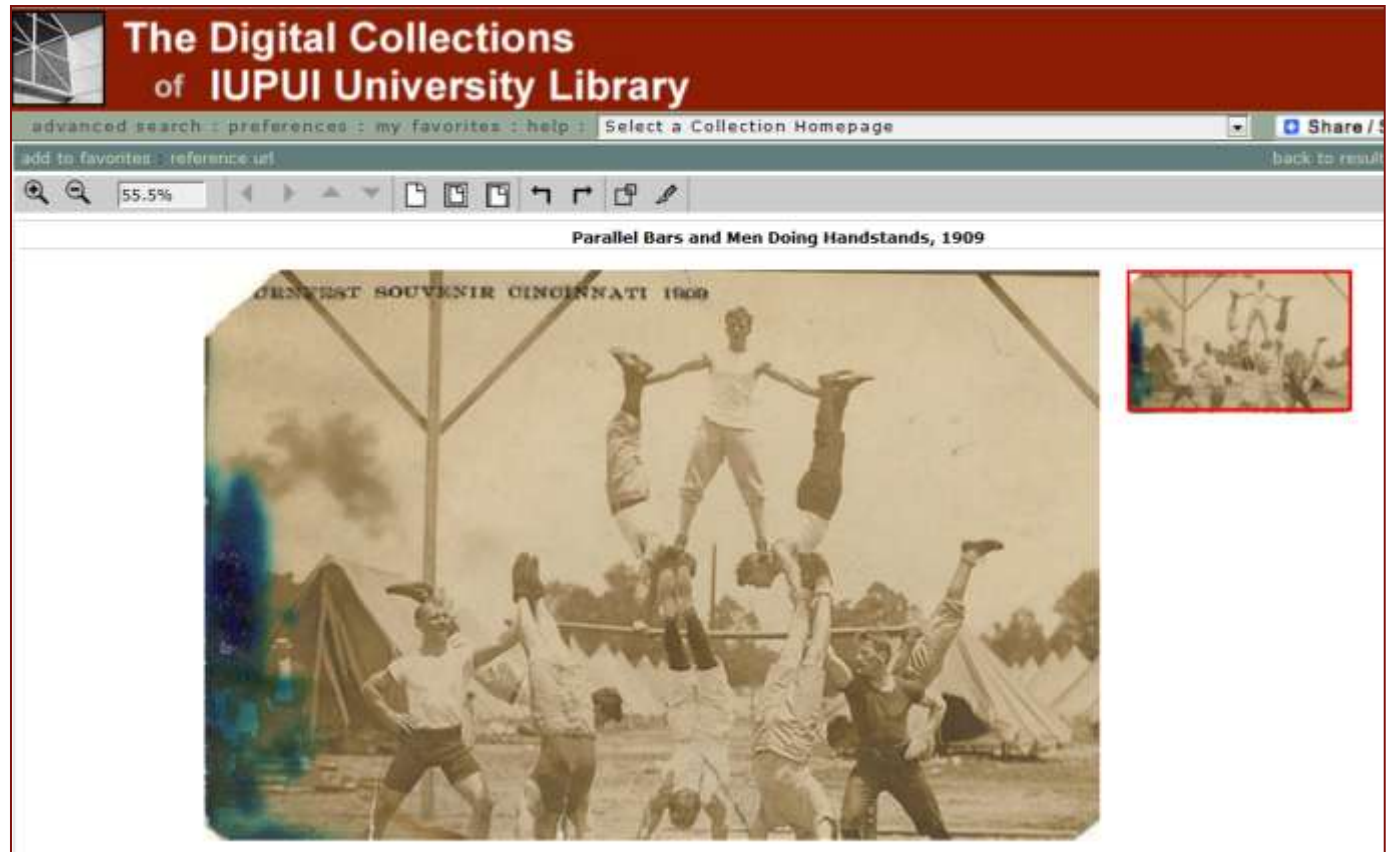 The Digital Collections
of IUPUI University Library
advanced search : preferences : my favorites : help : Select a Collection Homepage
Share /
add to favorites : reference url
back to result
55.5%
Parallel Bars and Men Doing Handstands, 1909
SOUVENIR CINCINNATI 1909